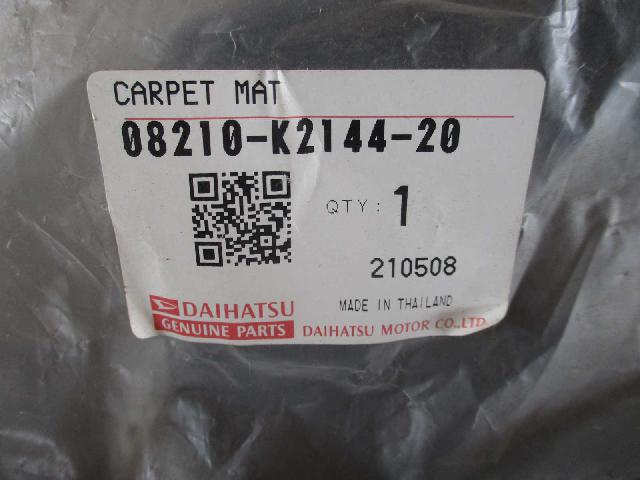 CARPET MAT
08210-K2144-20
QTY: 1
210508
DAIHATSU
GENUINE PARTS
MADE IN THAILAND
DAIHATSU MOTOR CO.,LTD.